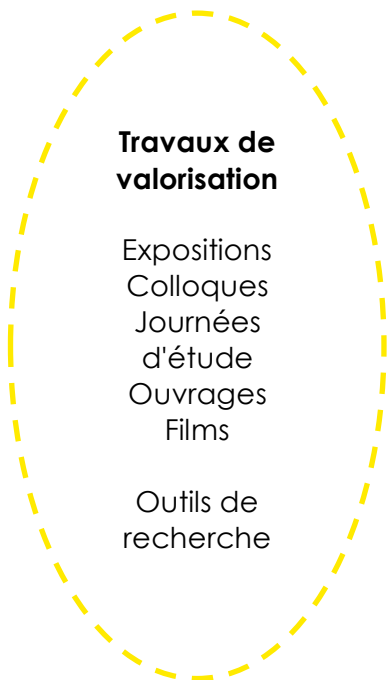 Travaux de
valorisation
Expositions
Colloques
Journées
d'étude
Ouvrages
Films
Outils de
recherche